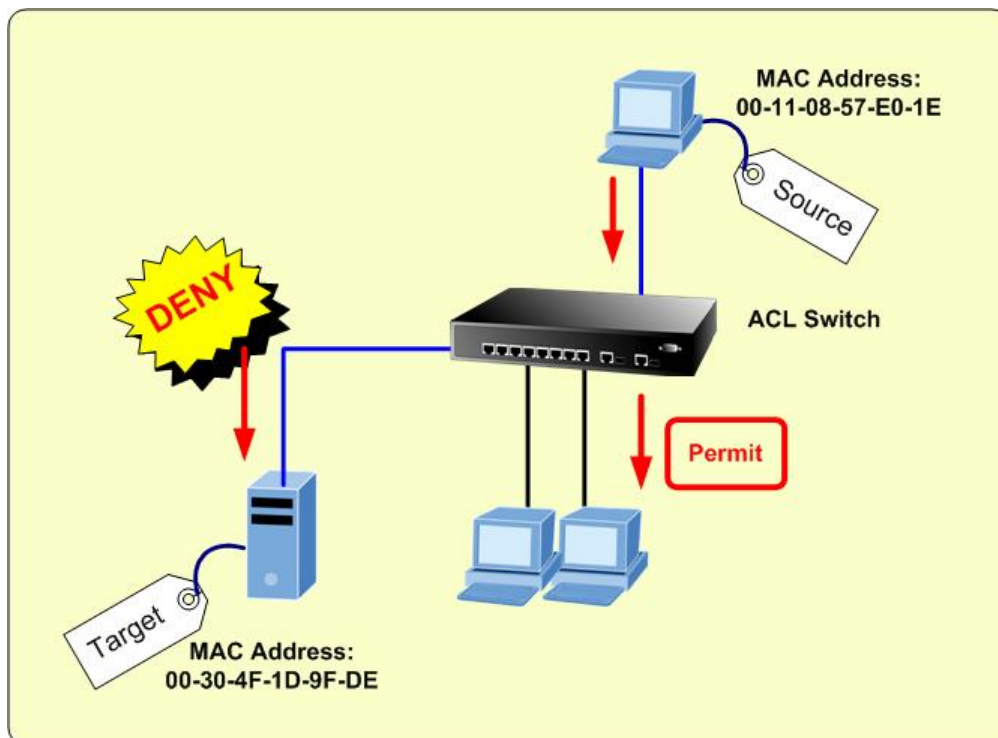 MAC Address:
00-11-08-57-E0-1E
Source
DENY
ACL Switch
Permit
Target
MAC Address:
00-30-4F-1D-9F-DE